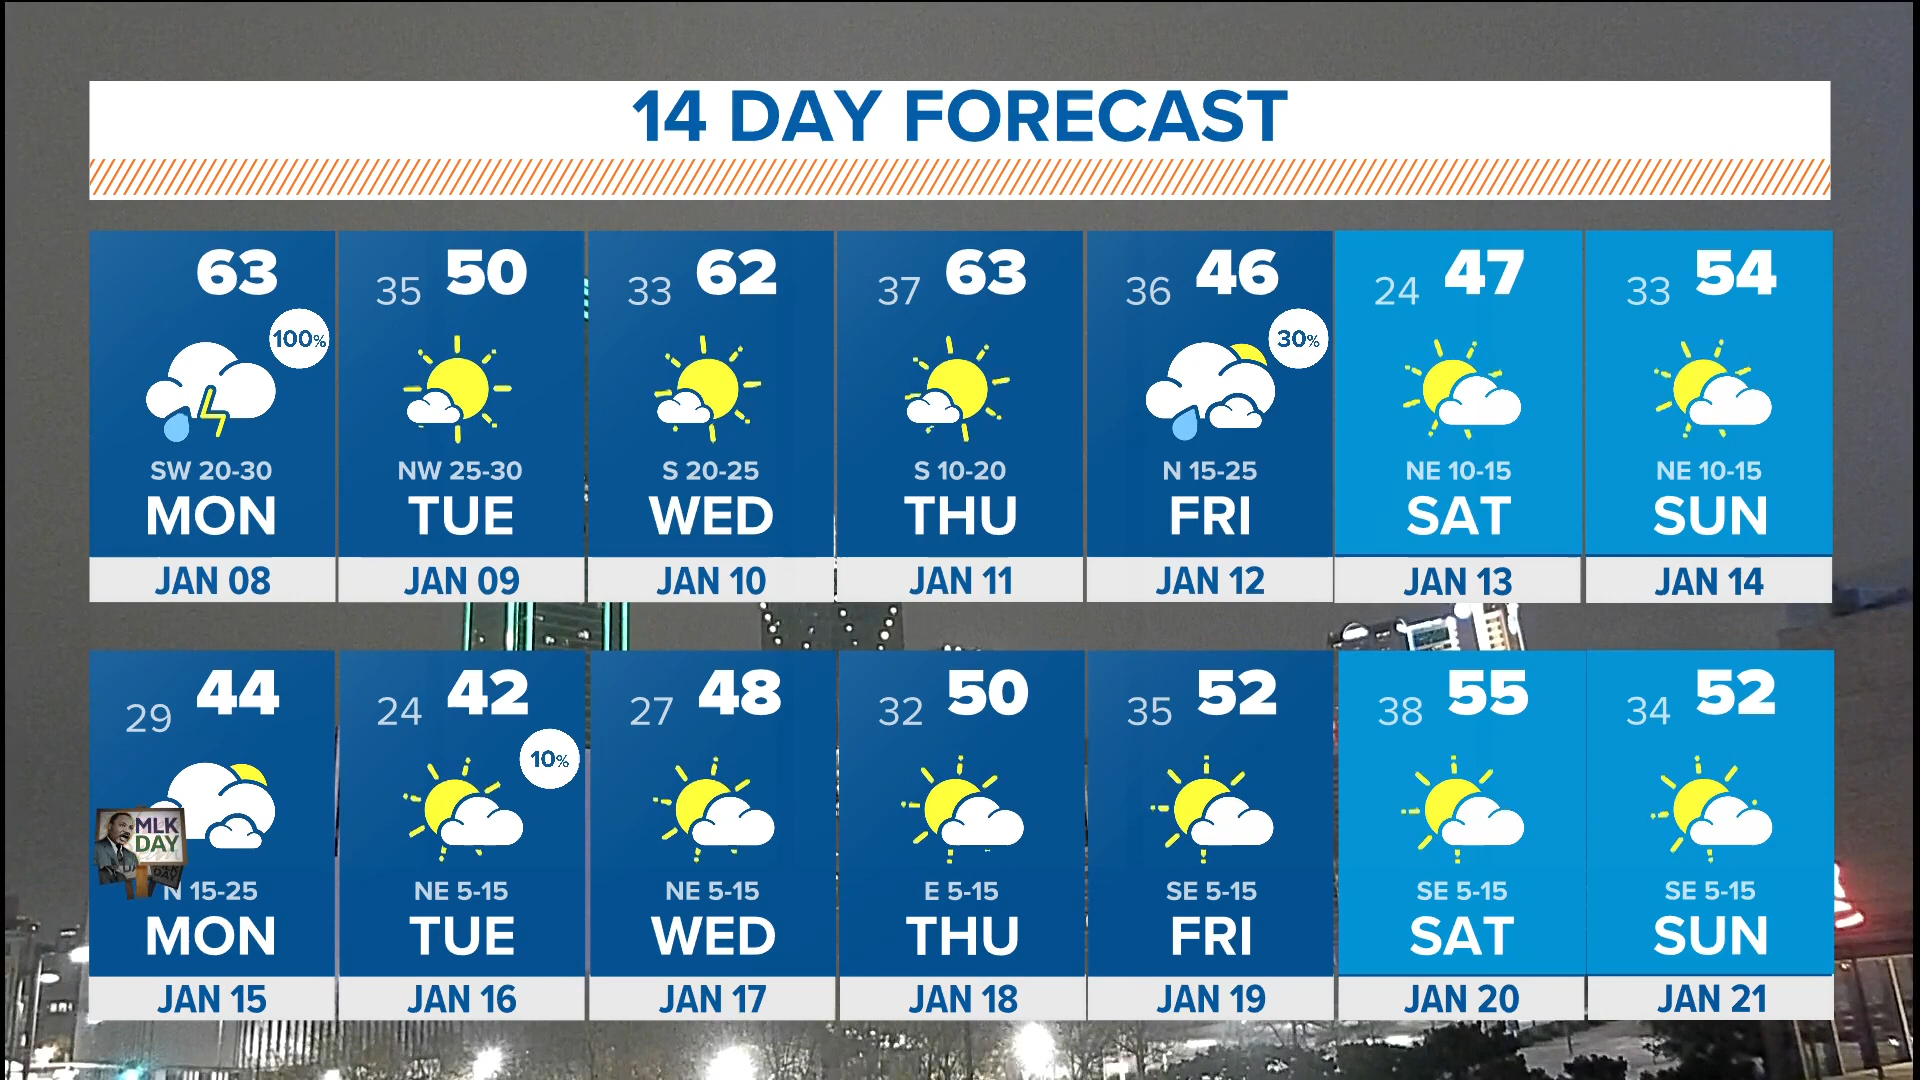 14 DAY FORECAST
63
100%
SW 20-30
MON
JAN 08
35 50
NW 25-30
TUE
JAN 09
33 62
S 20-25
WED
JAN 10
37 63
S 10-20
THU
JAN 11
36 46
30%
N 15-25
FRI
JAN 12
24 47
NE 10-15
SAT
JAN 13
33 54
NE 10-15
SUN
JAN 14
29 44
MLK
DAY
N 15-25
MON
JAN 15
24 42
10%
NE 5-15
TUE
JAN 16
27 48
NE 5-15
WED
JAN 17
32 50
E 5-15
THU
JAN 18
35 52
SE 5-15
FRI
JAN 19
38 55
SE 5-15
SAT
JAN 20
34 52
SE 5-15
SUN
JAN 21